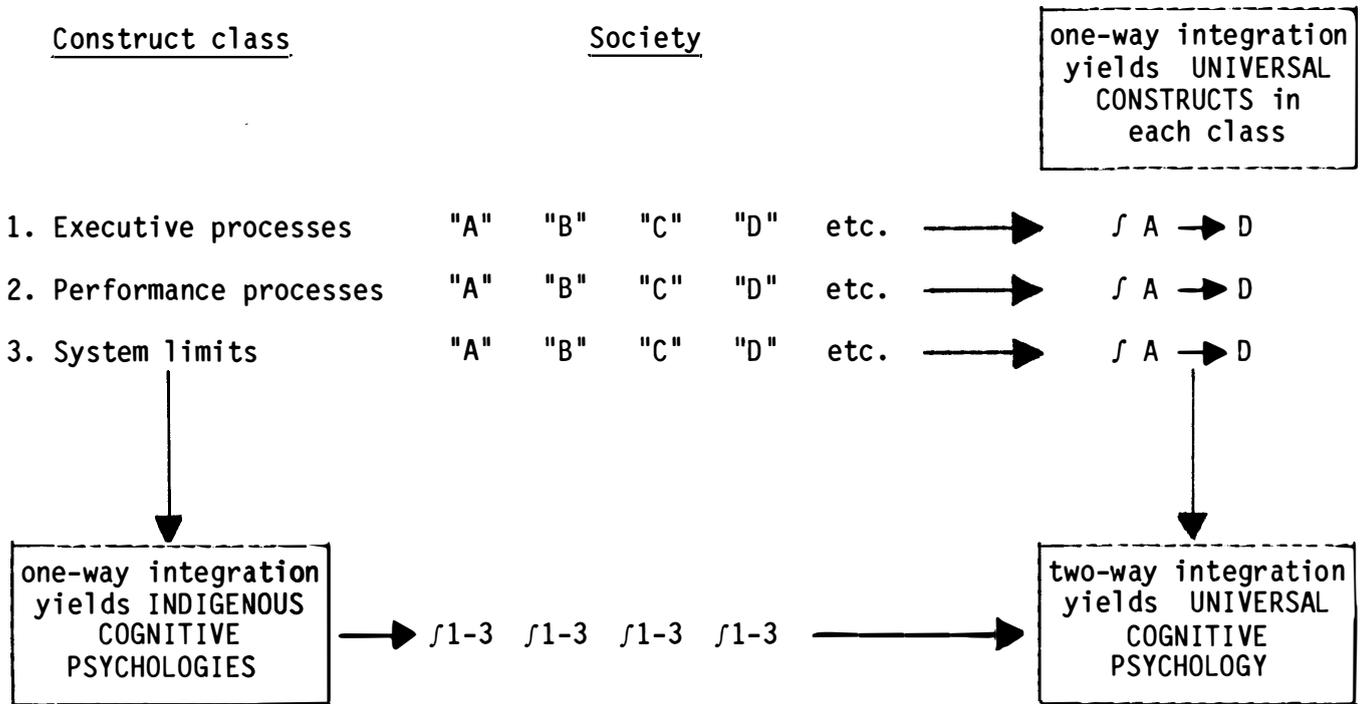 Construct class
Society
one-way integration
yields UNIVERSAL
CONSTRUCTS in
each class
1. Executive processes "A" "B" "C" "D" etc. ∫ A D
2. Performance processes "A" "B" "C" "D" etc. ∫ A D
3. System limits "A" "B" "C" "D" etc. ∫ A D
one-way integration
yields INDIGENOUS
COGNITIVE
PSYCHOLOGIES
∫1-3 ∫1-3 ∫1-3 ∫1-3
two-way integration
yields UNIVERSAL
COGNITIVE
PSYCHOLOGY